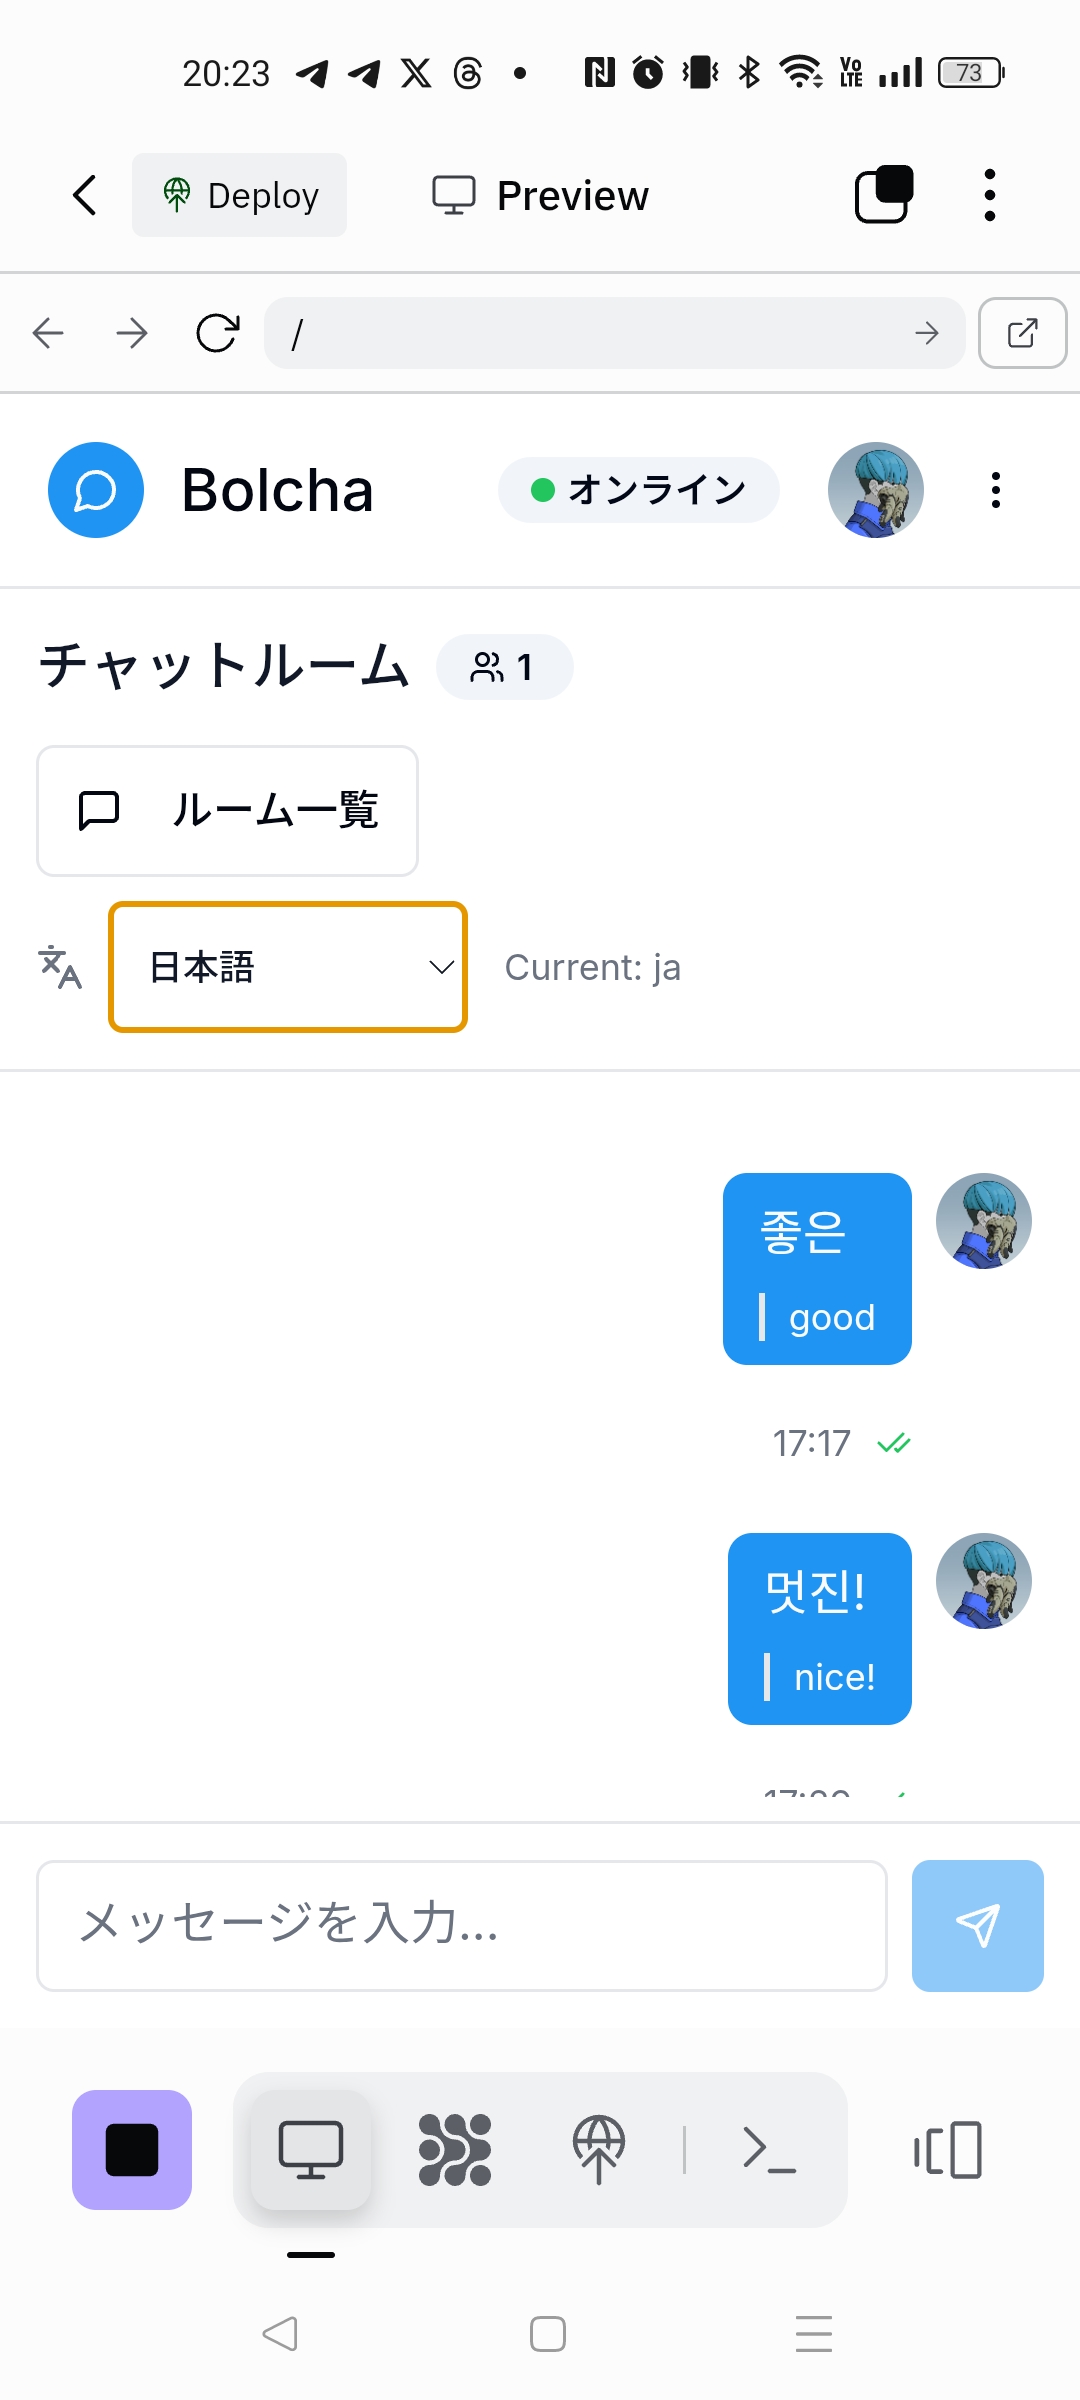 20:23
Vo LTE
73
Deploy
Preview
/
Bolcha
オンライン
チャットルーム
1
ルーム一覧
日本語
Current: ja
좋은
good
17:17
멋진!
nice!
メッセージを入力...